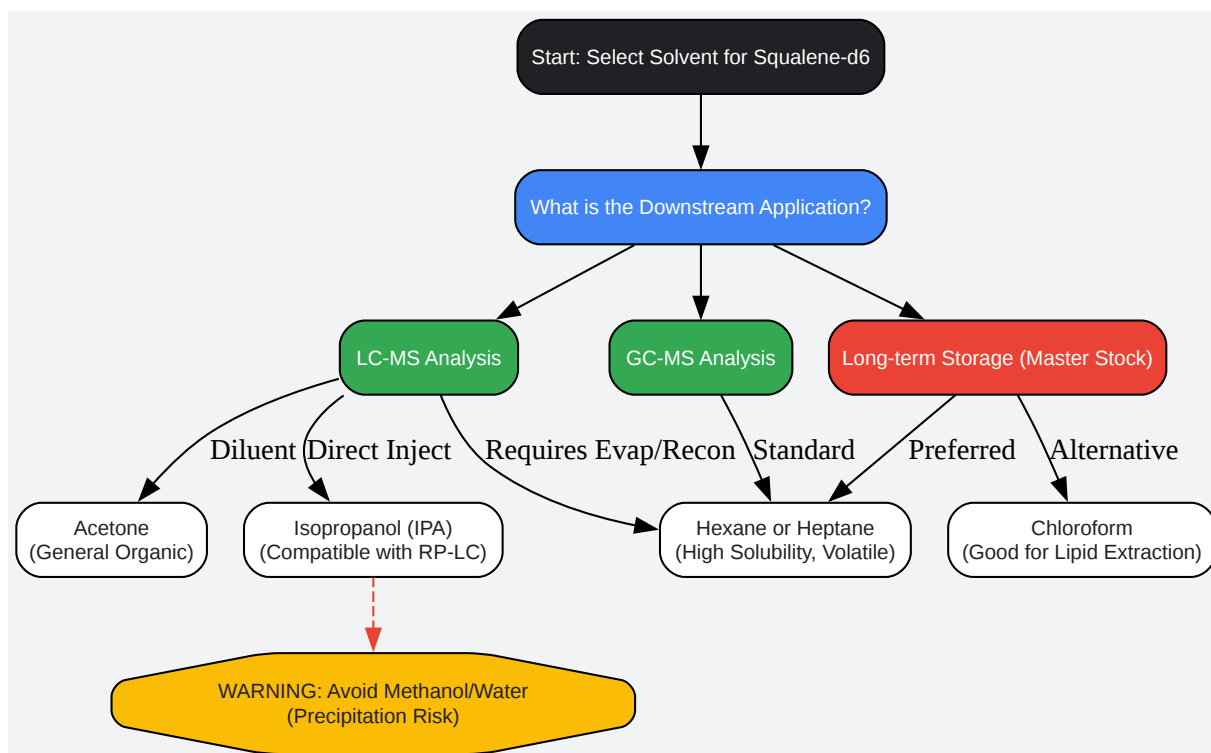 Start: Select Solvent for Squalene-d6
What is the Downstream Application?
LC-MS Analysis
GC-MS Analysis
Long-term Storage (Master Stock)
Diluent
Direct Inject
Requires Evap/Recon
Standard
Preferred
Alternative
Acetone
(General Organic)
Isopropanol (IPA)
(Compatible with RP-LC)
Hexane or Heptane
(High Solubility, Volatile)
Chloroform
(Good for Lipid Extraction)
WARNING: Avoid Methanol/Water
(Precipitation Risk)